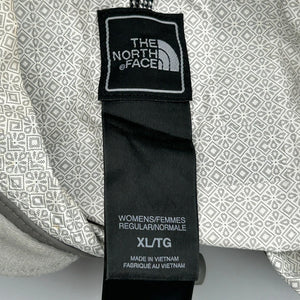 THE
NORTH
FACE
WOMENS/FEMMES
REGULAR/NORMALE
XL/TG
MADE IN VIETNAM
FABRIQUÉ AU VIETNAM